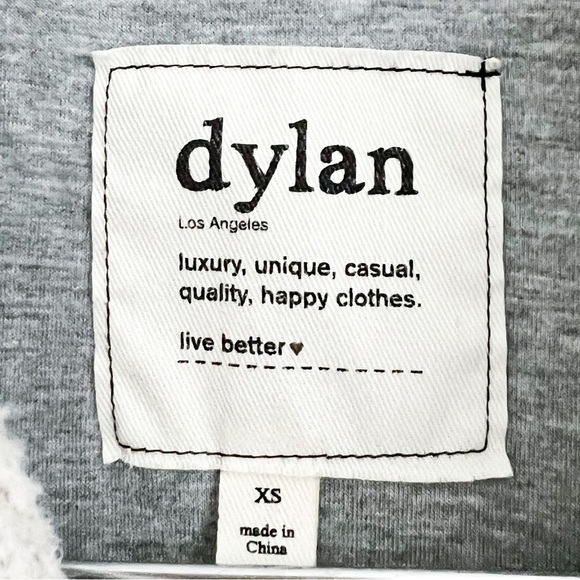 dylan
Los Angeles
luxury, unique, casual,
quality, happy clothes.
live better♥
XS
made in
China